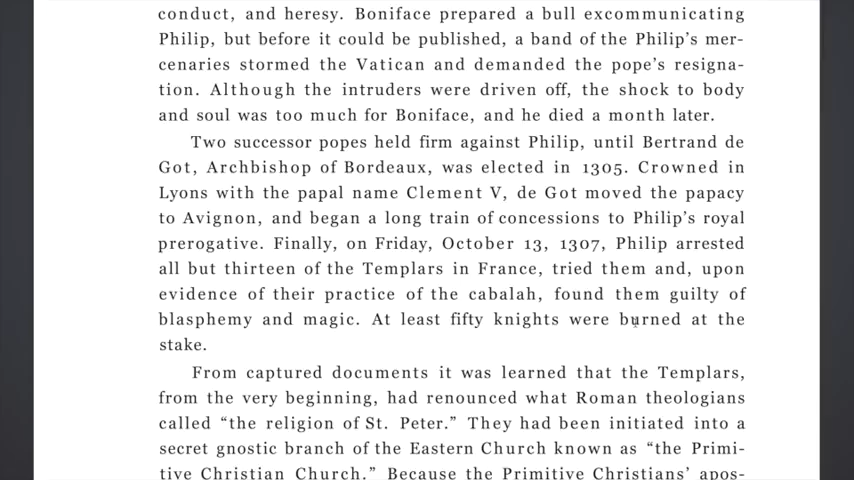 conduct, and heresy. Boniface prepared a bull excommunicating
Philip, but before it could be published, a band of the Philip's mer-
cenaries stormed the Vatican and demanded the pope's resigna-
tion. Although the intruders were driven off, the shock to body
and soul was too much for Boniface, and he died a month later.
Two successor popes held firm against Philip, until Bertrand de
Got, Archbishop of Bordeaux, was elected in 1305. Crowned in
Lyons with the papal name Clement V, de Got moved the papacy
to Avignon, and began a long train of concessions to Philip's royal
prerogative. Finally, on Friday, October 13, 1307, Philip arrested
all but thirteen of the Templars in France, tried them and, upon
evidence of their practice of the cabalah, found them guilty of
blasphemy and magic. At least fifty knights were burned at the
stake.
From captured documents it was learned that the Templars,
from the very beginning, had renounced what Roman theologians
called “the religion of St. Peter.” They had been initiated into a
secret gnostic branch of the Eastern Church known as “the Primi-
tive Christian Church.” Because the Primitive Christians’ apos-